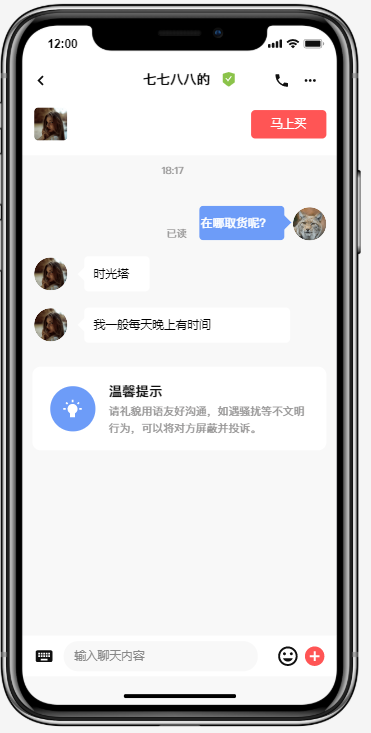 12:00
七七八八的
马上买
18:17
在哪取货呢?
已读
时光塔
我一般每天晚上有时间
温馨提示
请礼貌用语友好沟通，如遇骚扰等不文明
行为，可以将对方屏蔽并投诉。
输入聊天内容